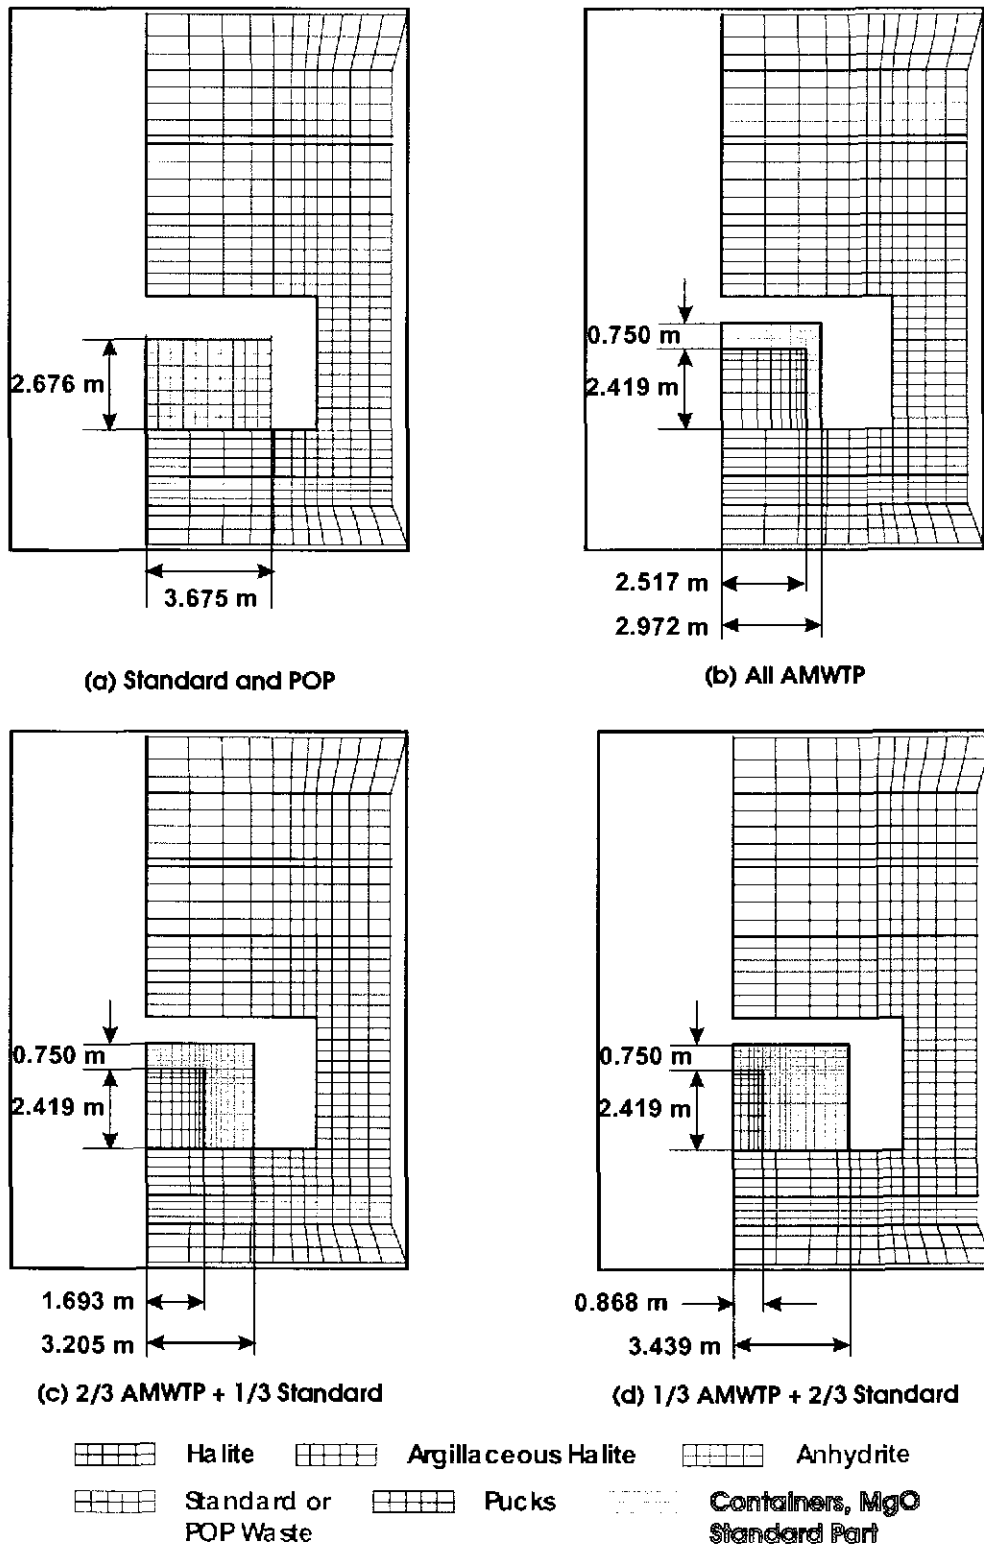 2.676 m
3.675 m
(a) Standard and POP
0.750 m
2.419 m
2.517 m
2.972 m
(b) All AMWTP
0.750 m
2.419 m
1.693 m
3.205 m
(c) 2/3 AMWTP + 1/3 Standard
0.750 m
2.419 m
0.868 m
3.439 m
(d) 1/3 AMWTP + 2/3 Standard
Halite
Argillaceous Halite
Anhydrite
Standard or
POP Waste
Pucks
Containers, MgO
Standard Part